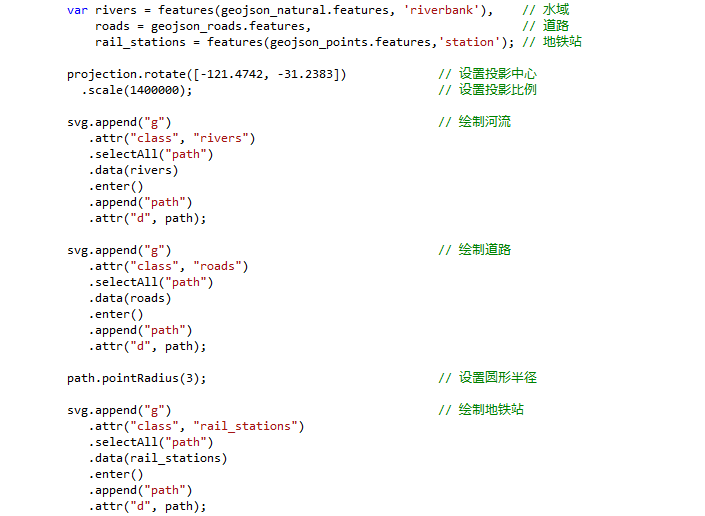 var rivers = features(geojson_natural.features, 'riverbank'),    // 水域
    roads = geojson_roads.features,                              // 道路
    rail_stations = features(geojson_points.features,'station'); // 地铁站

projection.rotate([-121.4742, -31.2383])             // 设置投影中心
  .scale(1400000);                                   // 设置投影比例

svg.append("g")                                      // 绘制河流
   .attr("class", "rivers")
   .selectAll("path")
   .data(rivers)
   .enter()
   .append("path")
   .attr("d", path);

svg.append("g")                                      // 绘制道路
   .attr("class", "roads")
   .selectAll("path")
   .data(roads)
   .enter()
   .append("path")
   .attr("d", path);

path.pointRadius(3);                                 // 设置圆形半径

svg.append("g")                                      // 绘制地铁站
   .attr("class", "rail_stations")
   .selectAll("path")
   .data(rail_stations)
   .enter()
   .append("path")
   .attr("d", path);